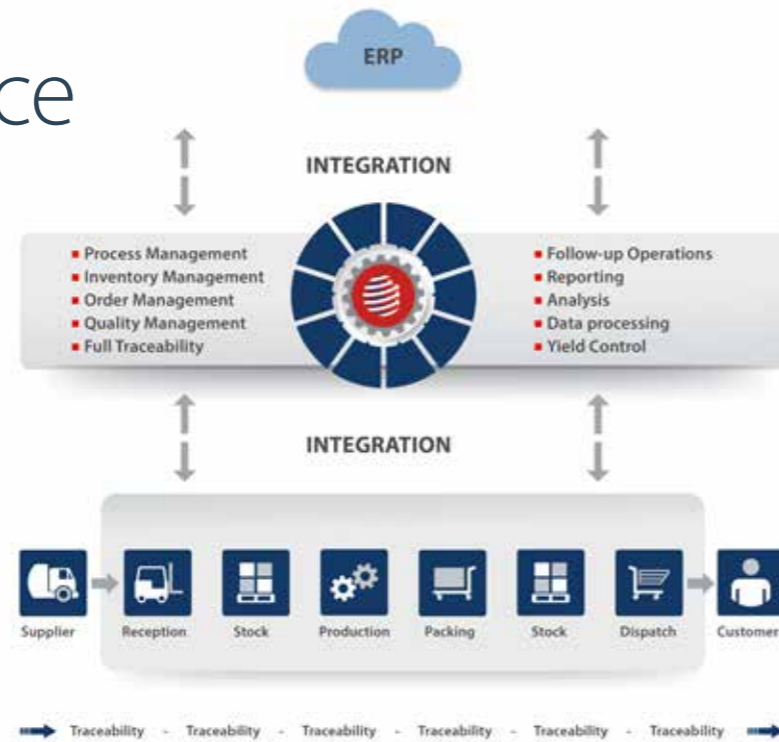 ce
ERP
INTEGRATION
Process Management
Inventory Management
Order Management
Quality Management
Full Traceability
Follow-up Operations
Reporting
Analysis
Data processing
Yield Control
INTEGRATION
Supplier Reception Stock Production Packing Stock Dispatch Customer
Traceability - Traceability - Traceability - Traceability - Traceability - Traceability